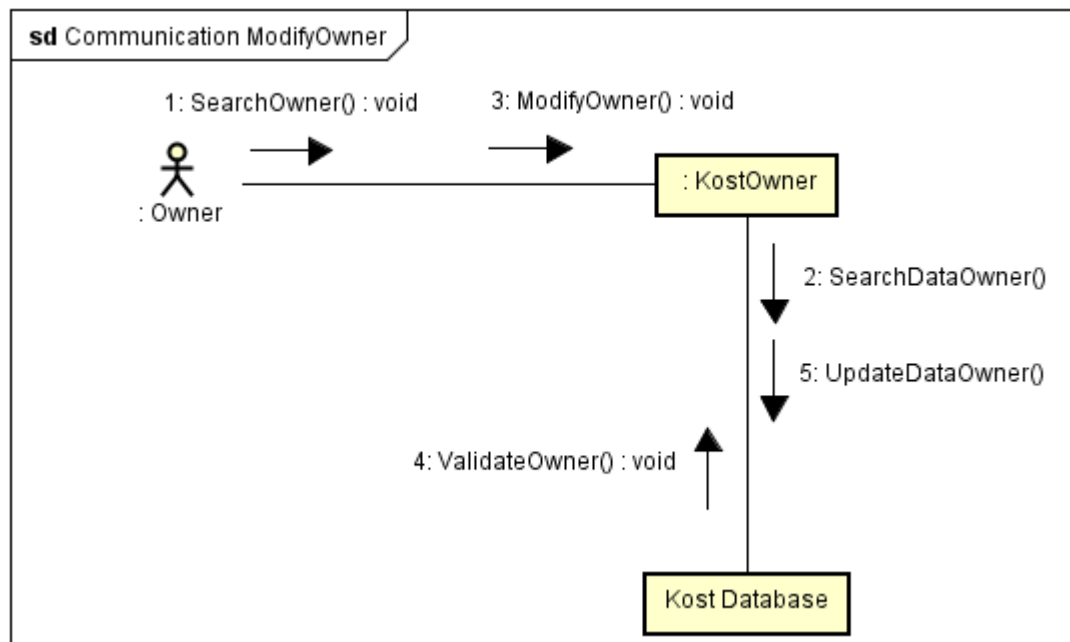 sd Communication ModifyOwner
1: SearchOwner() : void
3: ModifyOwner() : void
: Owner
: KostOwner
2: SearchDataOwner()
5: UpdateDataOwner()
4: ValidateOwner() : void
Kost Database